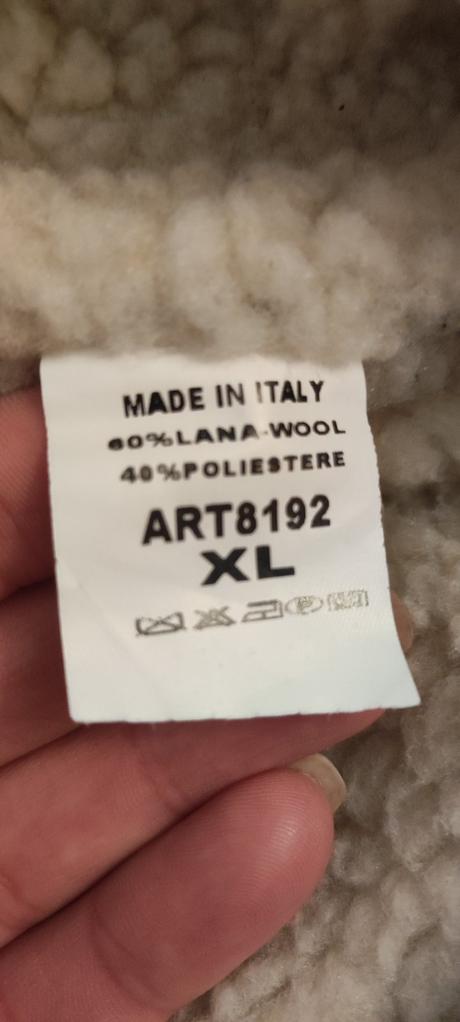 MADE IN ITALY
60%LANA-WOOL
40%POLIESTERE
ART8192
XL